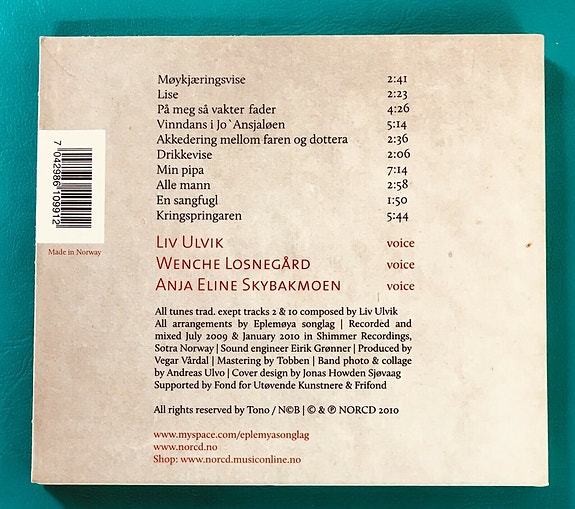 Møykjæringsvise 2:41
Lise 2:23
På meg så vakter fader 4:26
Vinndans i Jo`Ansjaløen 5:14
Akkedering mellom faren og dottera 2:36
Drikkevise 2:06
Min pipa 7:14
Alle mann 2:58
En sangfugl 1:50
Kringspringaren 5:44
7 042986 109912
Made in Norway
Liv Ulvik voice
Wenche Losnegård voice
Anja Eline Skybakmoen voice
All tunes trad. exept tracks 2 & 10 composed by Liv Ulvik
All arrangements by Eplemøya songlag | Recorded and
mixed July 2009 & January 2010 in Shimmer Recordings,
Sotra Norway | Sound engineer Eirik Grønner | Produced by
Vegar Vårdal | Mastering by Tobben | Band photo & collage
by Andreas Ulvo | Cover design by Jonas Howden Sjøvaag
Supported by Fond for Utøvende Kunstnere & Frifond
All rights reserved by Tono / N©B | © & ℗ NORCD 2010
www.myspace.com/eplemyasonglag
www.norcd.no
Shop: www.norcd.musiconline.no